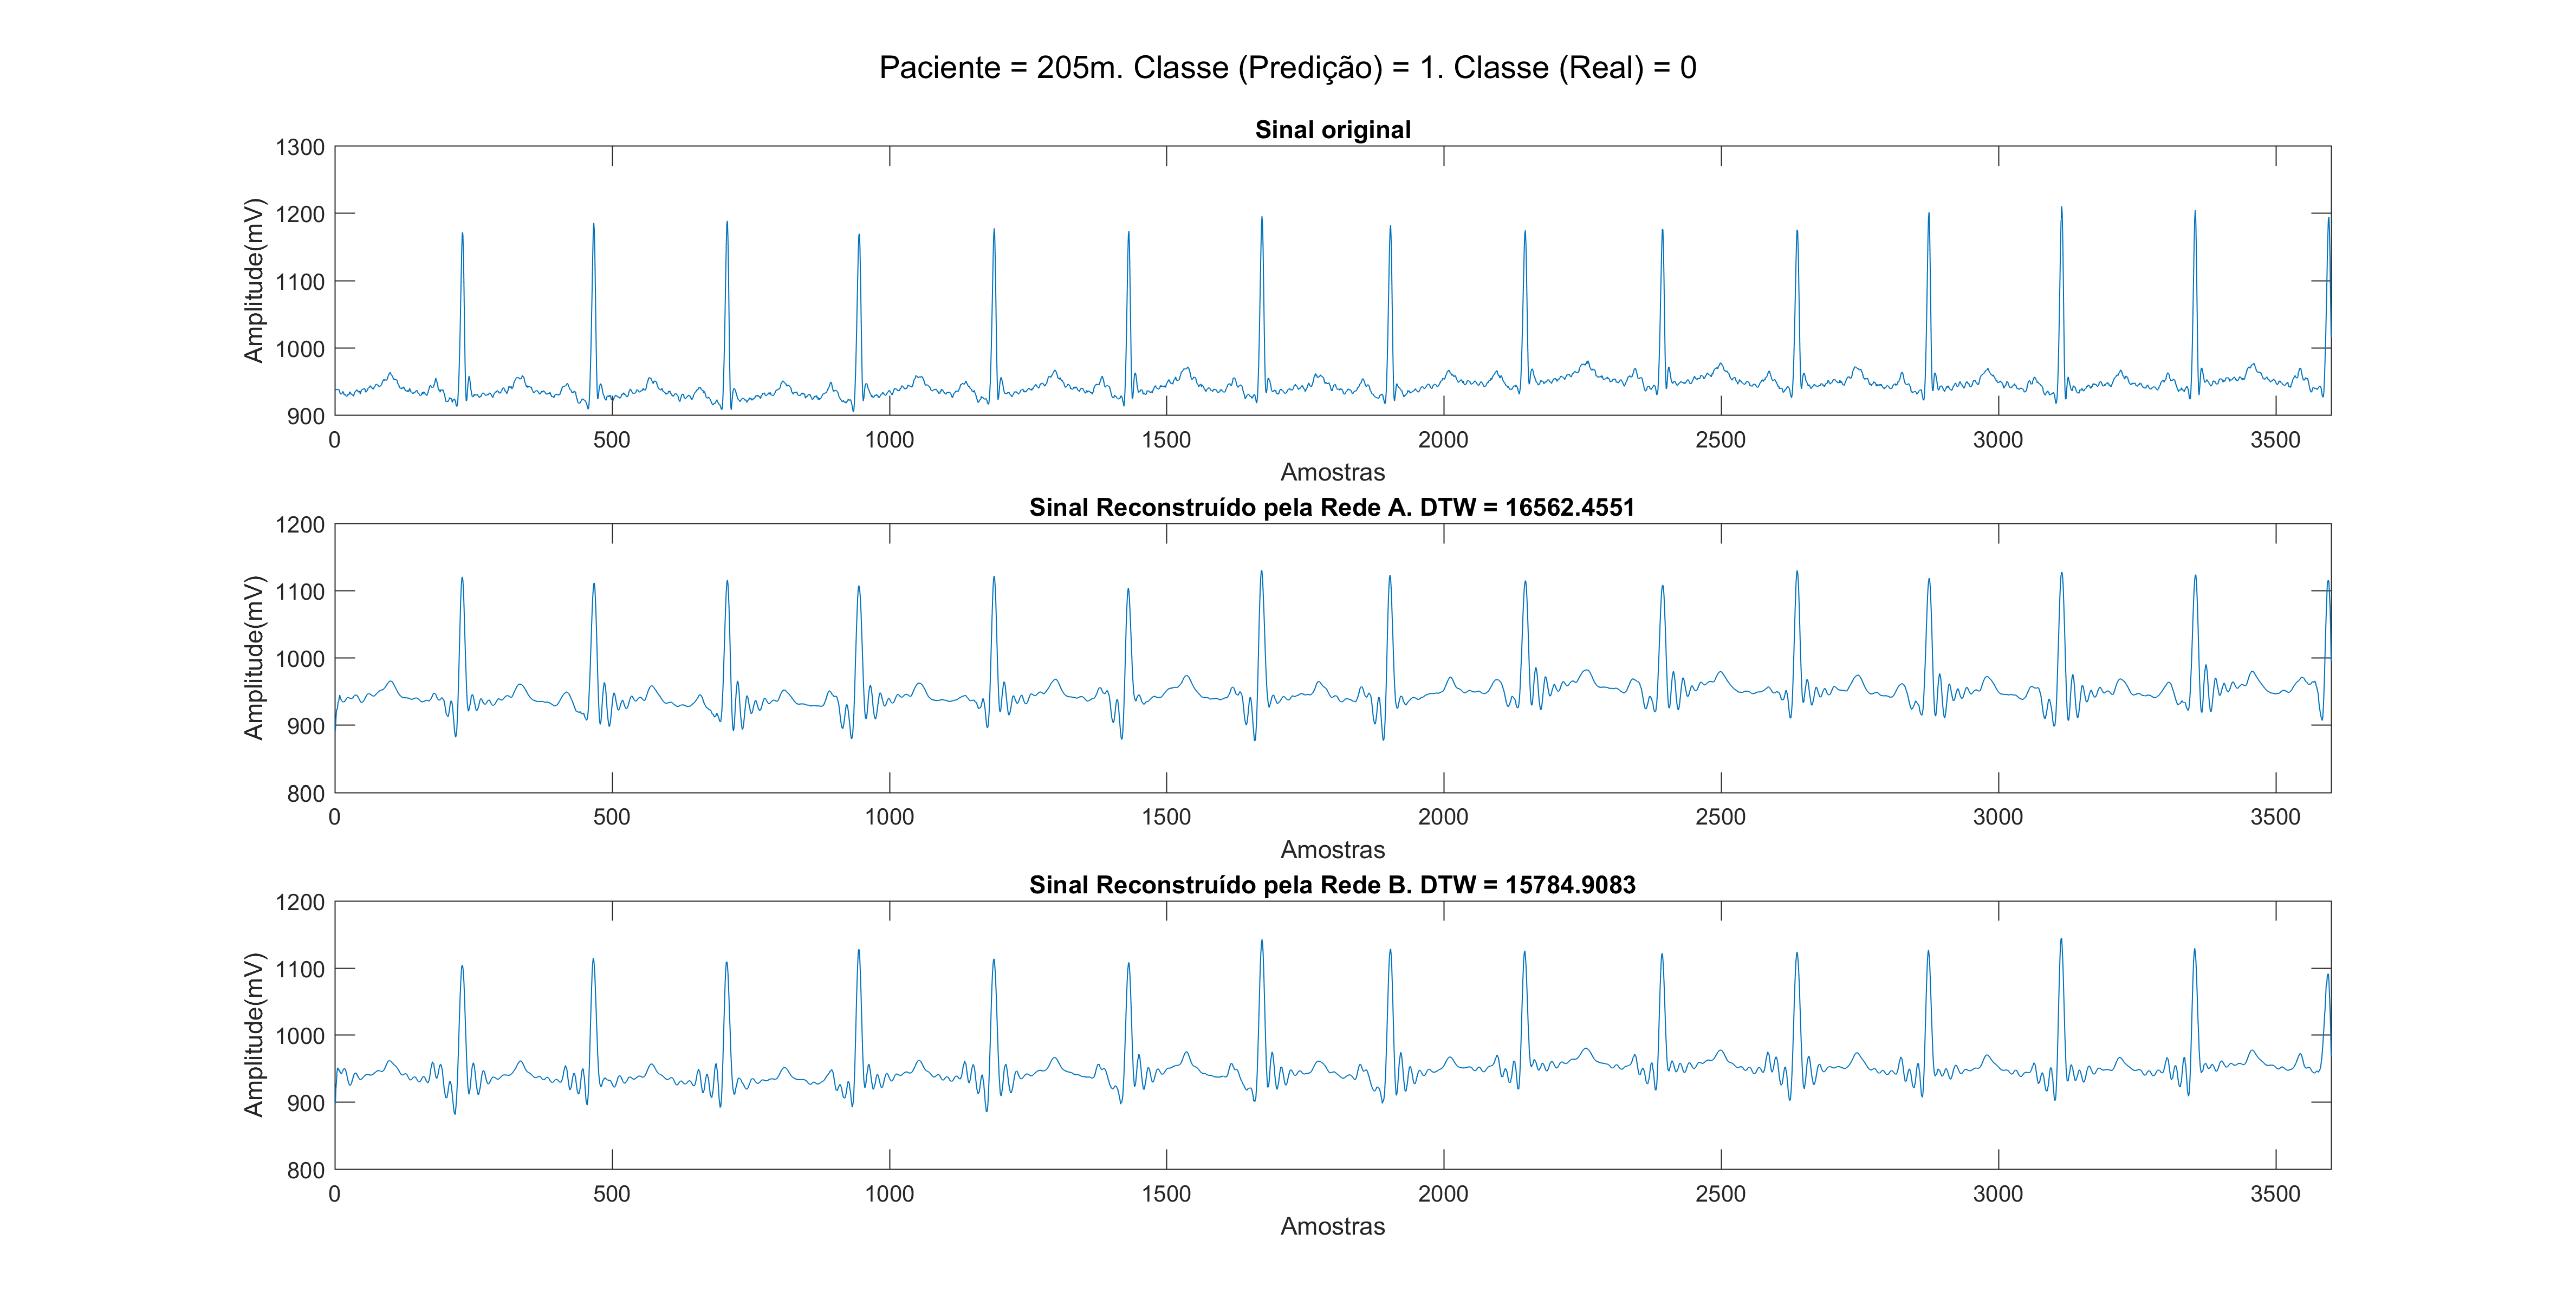 Paciente = 205m. Classe (Predição) = 1. Classe (Real) = 0
Sinal original
1300
1200
1100
1000
900
Amplitude(mV)
0 500 1000 1500 2000 2500 3000 3500
Amostras
Sinal Reconstruído pela Rede A. DTW = 16562.4551
1200
1100
1000
900
800
Amplitude(mV)
0 500 1000 1500 2000 2500 3000 3500
Amostras
Sinal Reconstruído pela Rede B. DTW = 15784.9083
1200
1100
1000
900
800
Amplitude(mV)
0 500 1000 1500 2000 2500 3000 3500
Amostras